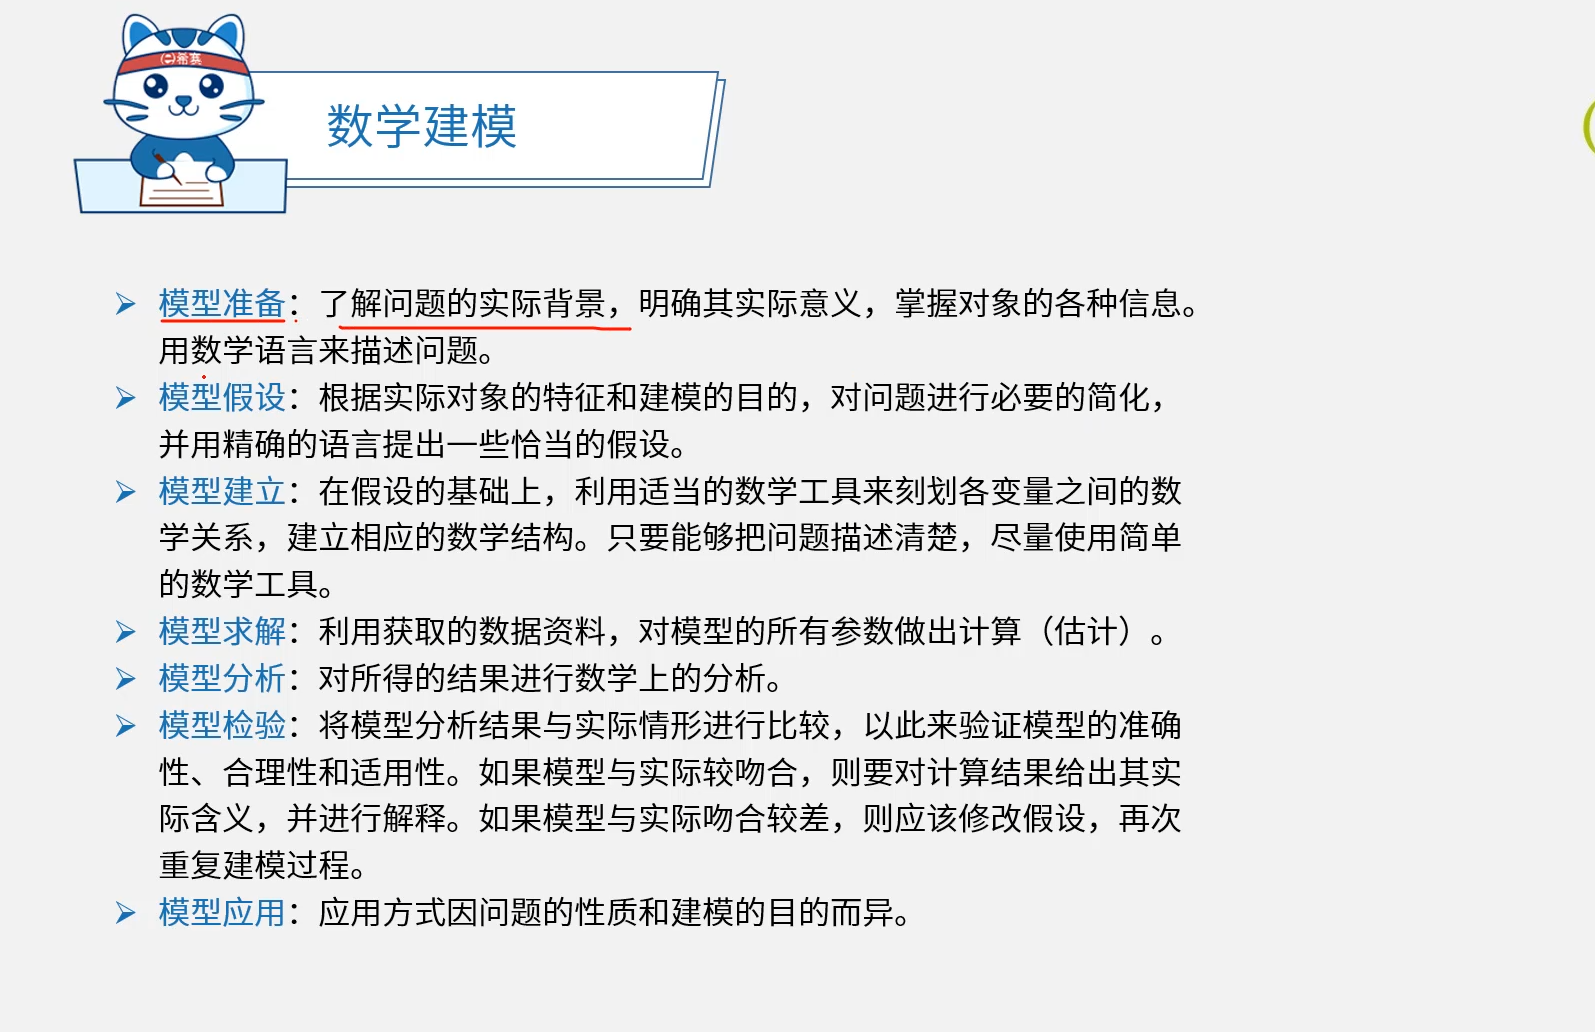 希赛
数学建模
模型准备：了解问题的实际背景，明确其实际意义，掌握对象的各种信息。
用数学语言来描述问题。
模型假设：根据实际对象的特征和建模的目的，对问题进行必要的简化，
并用精确的语言提出一些恰当的假设。
模型建立：在假设的基础上，利用适当的数学工具来刻划各变量之间的数
学关系，建立相应的数学结构。只要能够把问题描述清楚，尽量使用简单
的数学工具。
模型求解：利用获取的数据资料，对模型的所有参数做出计算（估计）。
模型分析：对所得的结果进行数学上的分析。
模型检验：将模型分析结果与实际情形进行比较，以此来验证模型的准确
性、合理性和适用性。如果模型与实际较吻合，则要对计算结果给出其实
际含义，并进行解释。如果模型与实际吻合较差，则应该修改假设，再次
重复建模过程。
模型应用：应用方式因问题的性质和建模的目的而异。